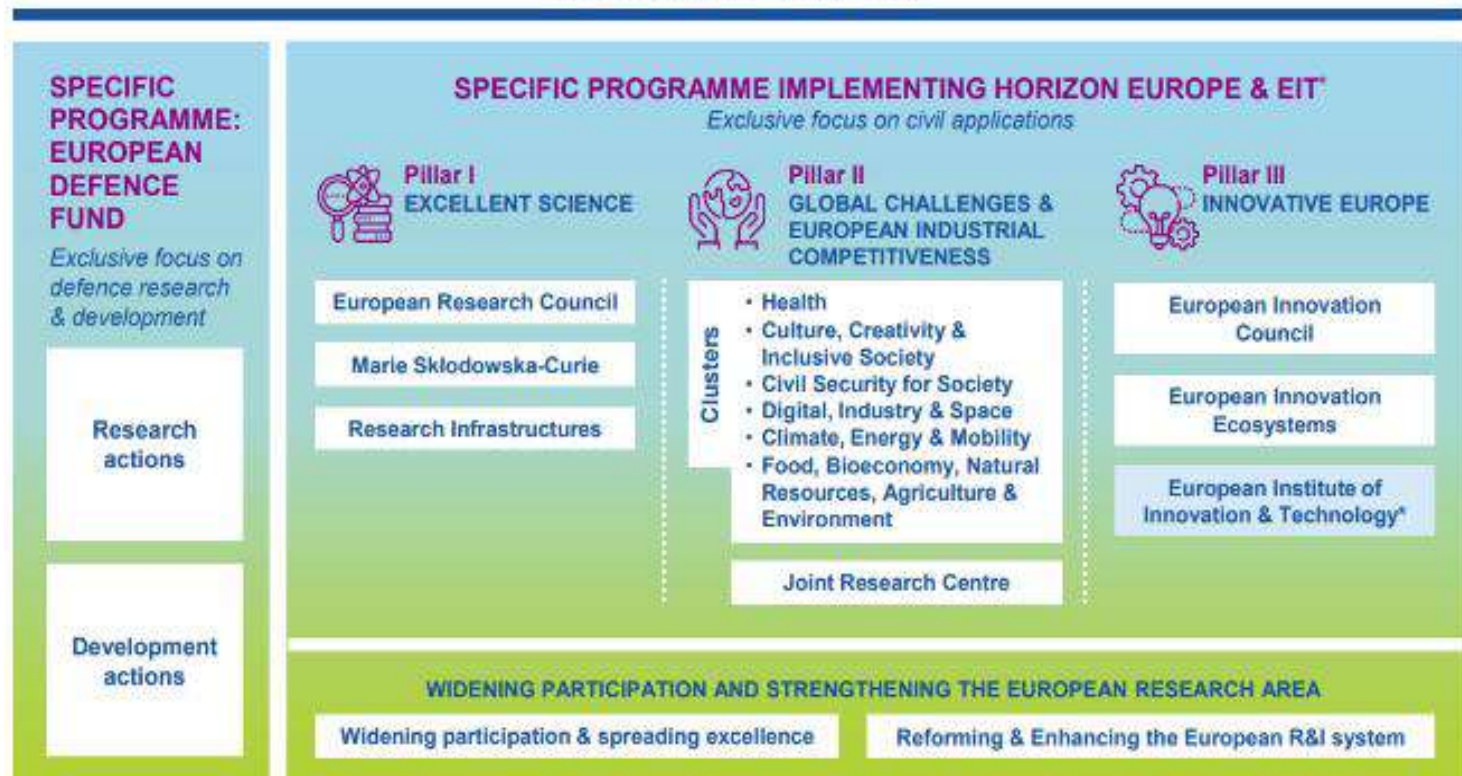 SPECIFIC
PROGRAMME:
EUROPEAN
DEFENCE
FUND
Exclusive focus on
defence research
& development
Research
actions
Development
actions
SPECIFIC PROGRAMME IMPLEMENTING HORIZON EUROPE & EIT*
Exclusive focus on civil applications
Pillar I
EXCELLENT SCIENCE
European Research Council
Marie Skłodowska-Curie
Research Infrastructures
Pillar II
GLOBAL CHALLENGES &
EUROPEAN INDUSTRIAL
COMPETITIVENESS
Clusters
• Health
• Culture, Creativity &
Inclusive Society
• Civil Security for Society
• Digital, Industry & Space
• Climate, Energy & Mobility
• Food, Bioeconomy, Natural
Resources, Agriculture &
Environment
Joint Research Centre
Pillar III
INNOVATIVE EUROPE
European Innovation
Council
European Innovation
Ecosystems
European Institute of
Innovation & Technology*
WIDENING PARTICIPATION AND STRENGTHENING THE EUROPEAN RESEARCH AREA
Widening participation & spreading excellence
Reforming & Enhancing the European R&I system